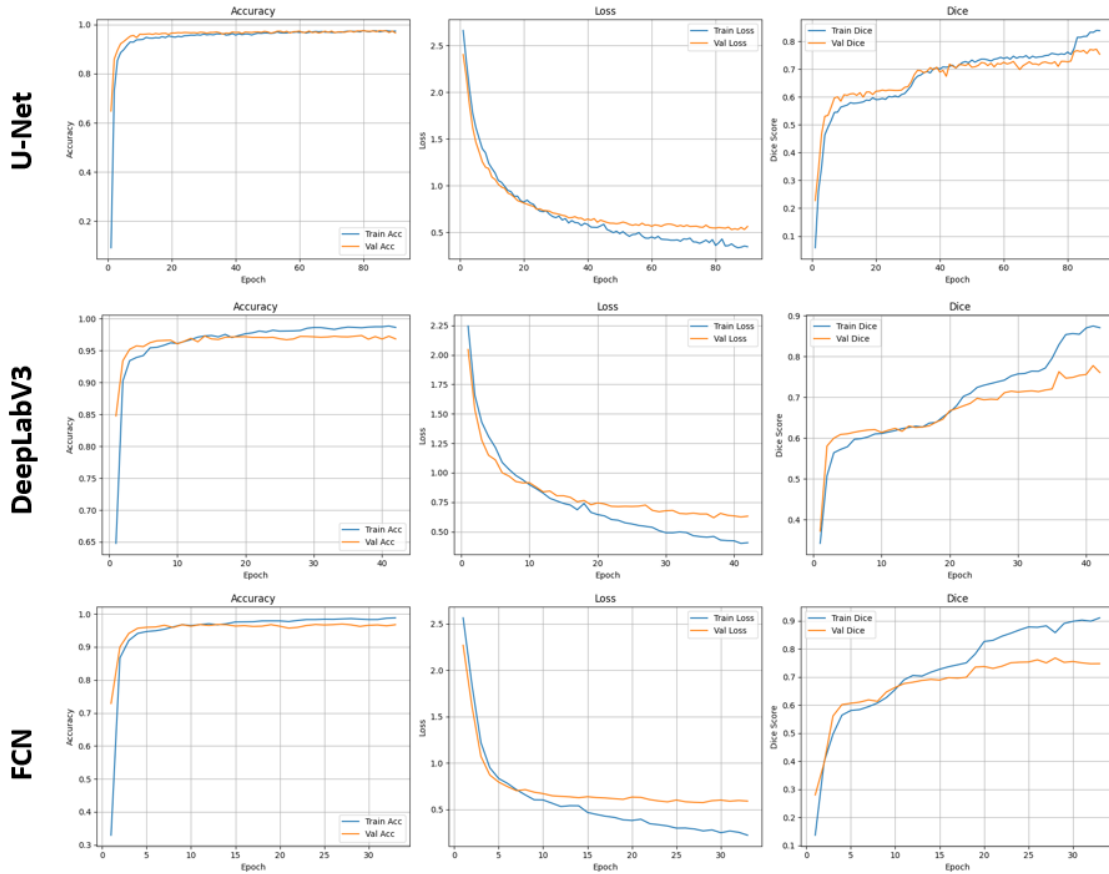 U-Net
Accuracy
Accuracy
1.0
0.8
0.6
0.4
0.2
0
20
40
60
80
Epoch
Train Acc
Val Acc
Loss
Loss
2.5
2.0
1.5
1.0
0.5
0
20
40
60
80
Epoch
Train Loss
Val Loss
Dice
Dice Score
0.8
0.7
0.6
0.5
0.4
0.3
0.2
0.1
0
20
40
60
80
Epoch
Train Dice
Val Dice
DeepLabV3
Accuracy
Accuracy
1.00
0.95
0.90
0.85
0.80
0.75
0.70
0.65
0
10
20
30
40
Epoch
Train Acc
Val Acc
Loss
Loss
2.25
2.00
1.75
1.50
1.25
1.00
0.75
0.50
0
10
20
30
40
Epoch
Train Loss
Val Loss
Dice
Dice Score
0.9
0.8
0.7
0.6
0.5
0.4
0
10
20
30
40
Epoch
Train Dice
Val Dice
FCN
Accuracy
Accuracy
1.0
0.9
0.8
0.7
0.6
0.5
0.4
0.3
0
5
10
15
20
25
30
Epoch
Train Acc
Val Acc
Loss
Loss
2.5
2.0
1.5
1.0
0.5
0
5
10
15
20
25
30
Epoch
Train Loss
Val Loss
Dice
Dice Score
0.9
0.8
0.7
0.6
0.5
0.4
0.3
0.2
0.1
0
5
10
15
20
25
30
Epoch
Train Dice
Val Dice